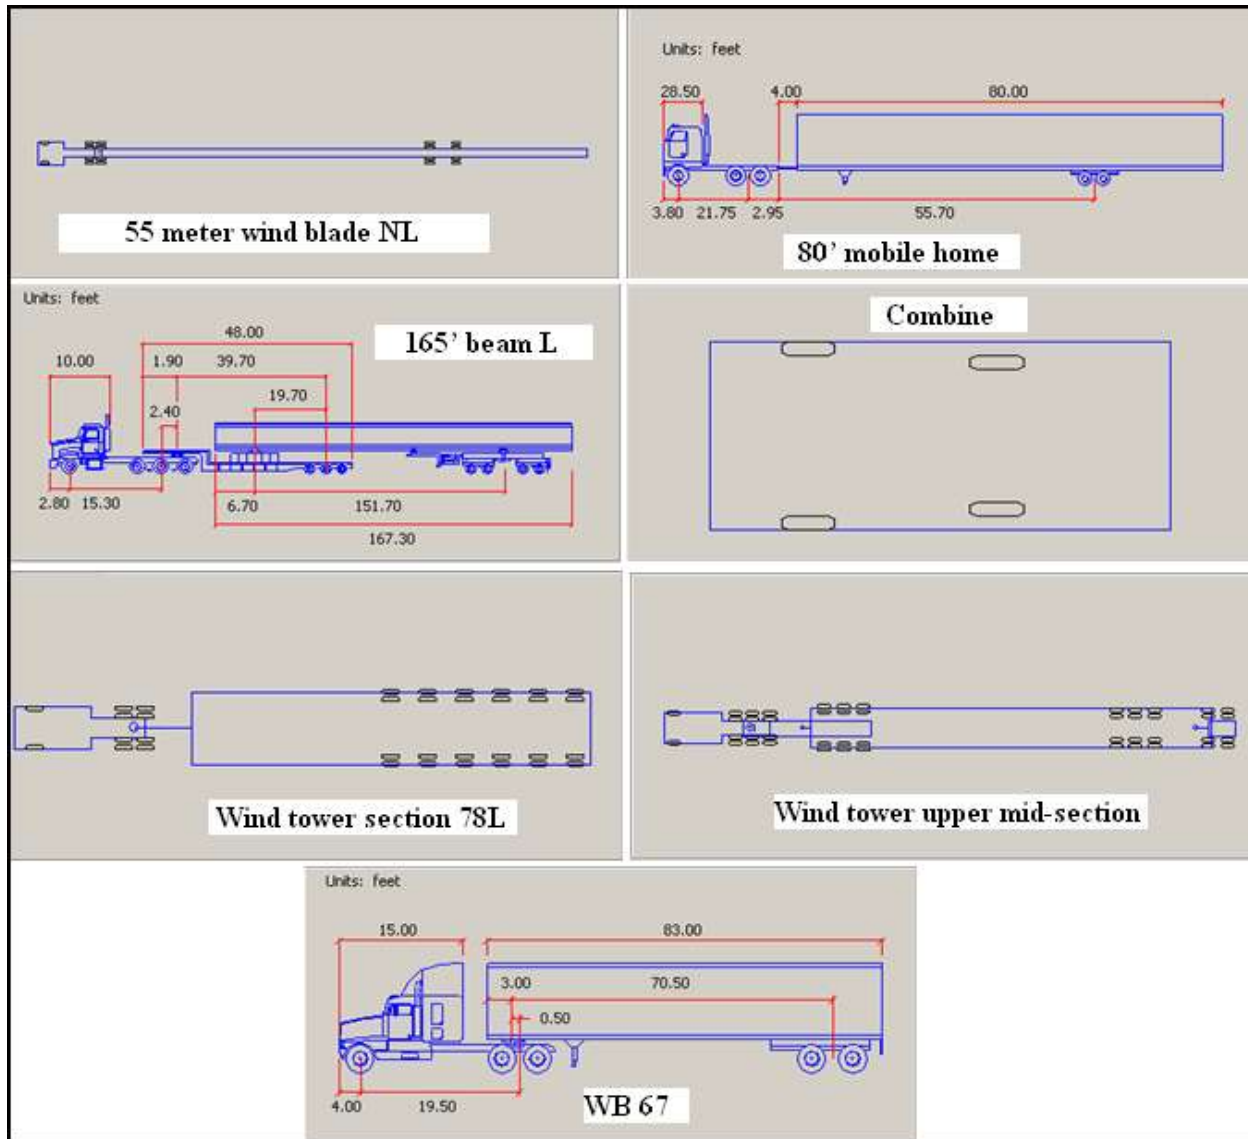 55 meter wind blade NL
Units: feet
28.50 4.00 80.00
3.80 21.75 2.95 55.70
80’ mobile home
Units: feet
48.00
165’ beam L
10.00 1.90 39.70
19.70
2.40
2.80 15.30 6.70 151.70
167.30
Combine
Wind tower section 78L
Wind tower upper mid-section
Units: feet
15.00 83.00
3.00 70.50
0.50
4.00 19.50
WB 67